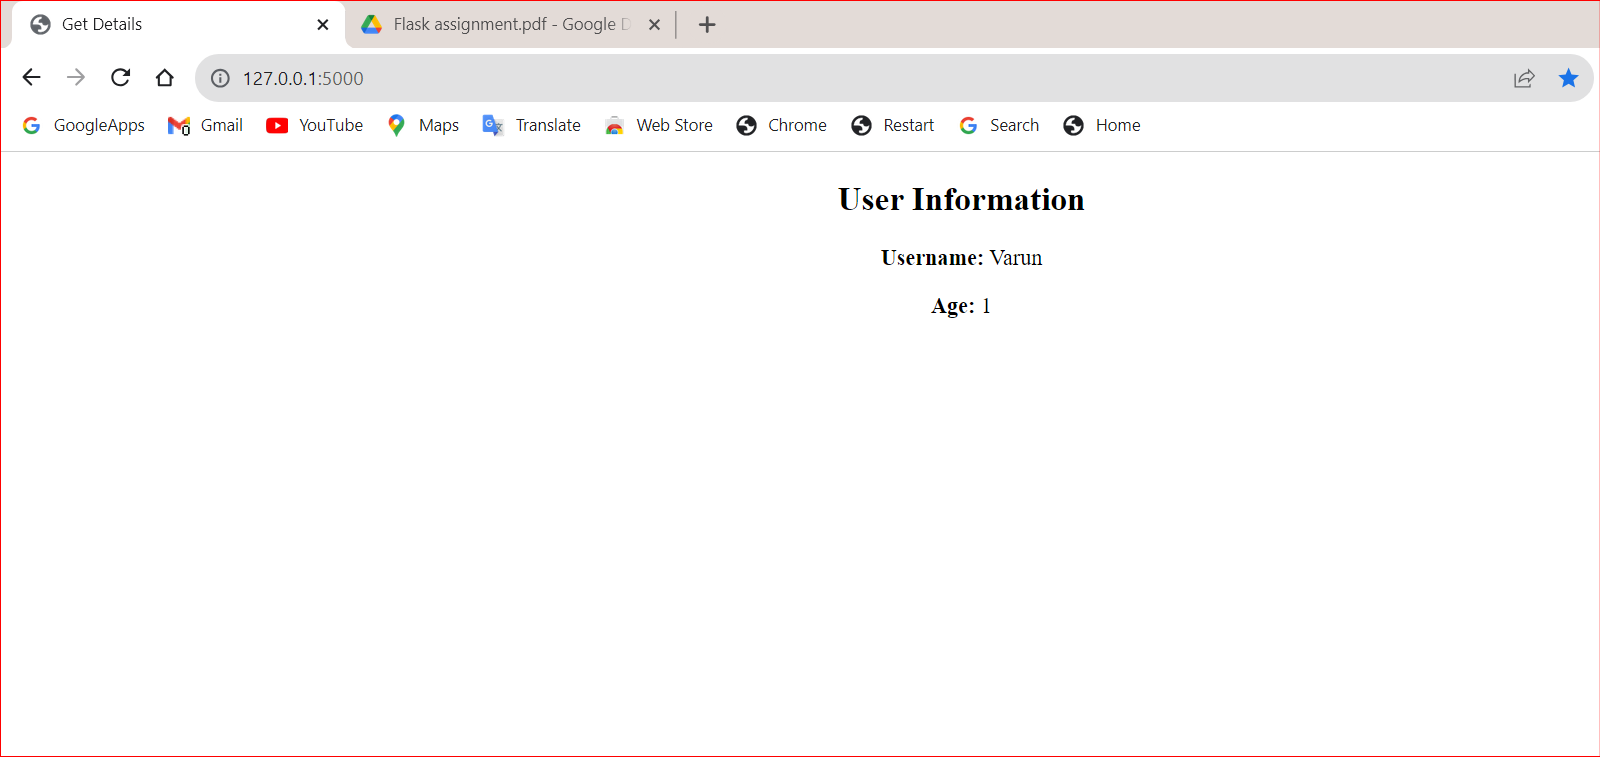 Get Details
Flask assignment.pdf - Google D
127.0.0.1:5000
GoogleApps Gmail YouTube Maps Translate Web Store Chrome Restart Search Home
User Information
Username: Varun
Age: 1